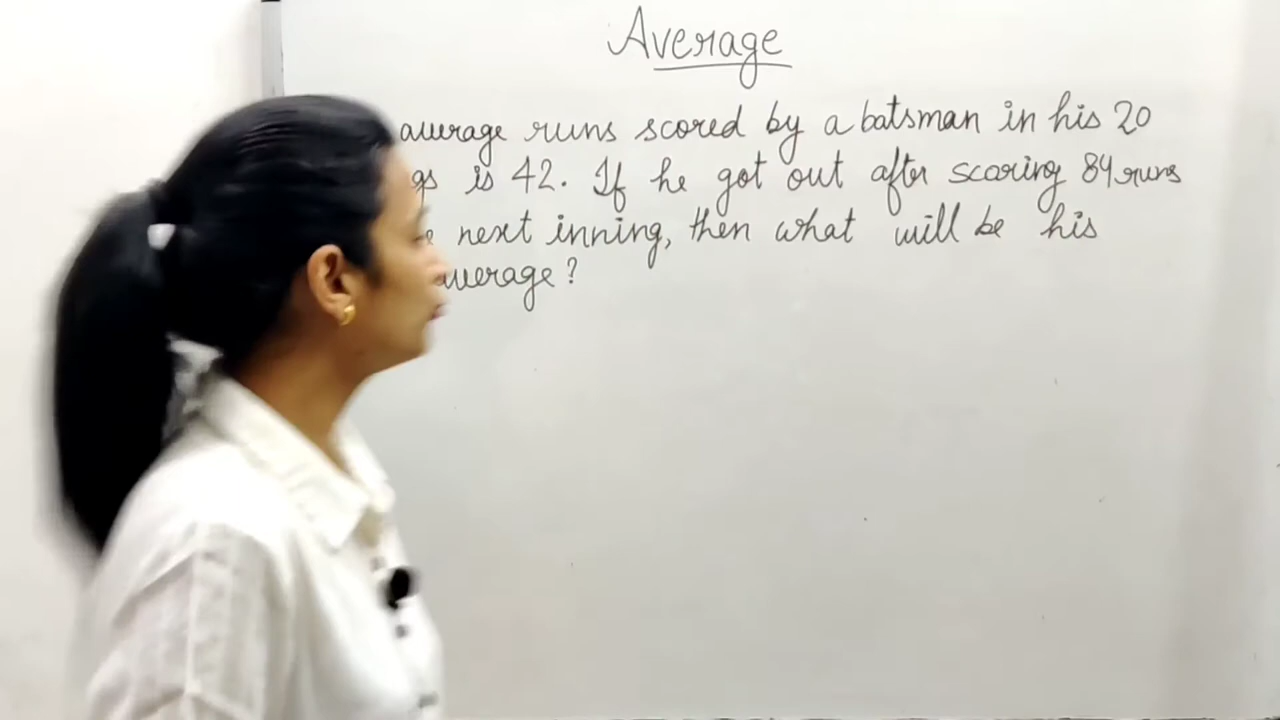 Average
average runs scored by a batsman in his 20
gs is 42. If he got out after scoring 84 runs
next inning, then what will be his
average?